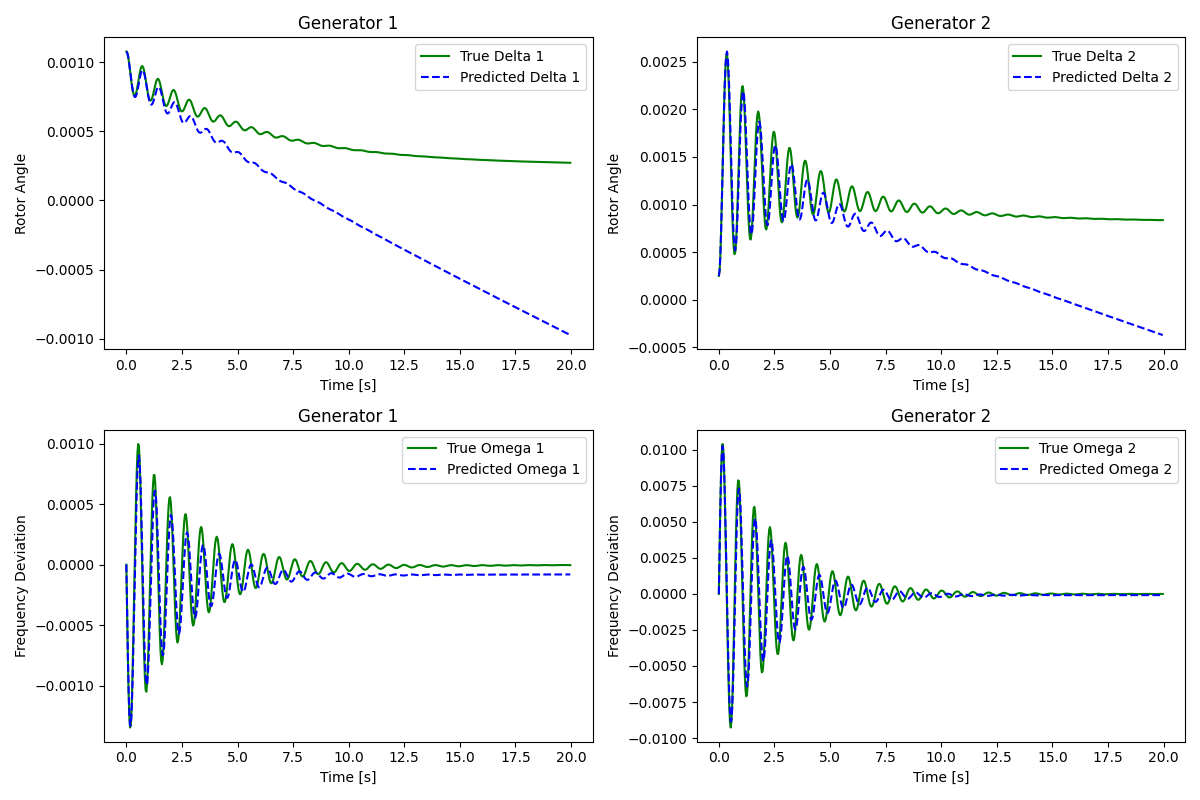 Generator 1
True Delta 1
Predicted Delta 1
0.0010
0.0005
0.0000
−0.0005
−0.0010
Rotor Angle
0.0 2.5 5.0 7.5 10.0 12.5 15.0 17.5 20.0
Time [s]
Generator 2
True Delta 2
Predicted Delta 2
0.0025
0.0020
0.0015
0.0010
0.0005
0.0000
−0.0005
Rotor Angle
0.0 2.5 5.0 7.5 10.0 12.5 15.0 17.5 20.0
Time [s]
Generator 1
True Omega 1
Predicted Omega 1
0.0010
0.0005
0.0000
−0.0005
−0.0010
Frequency Deviation
0.0 2.5 5.0 7.5 10.0 12.5 15.0 17.5 20.0
Time [s]
Generator 2
True Omega 2
Predicted Omega 2
0.0100
0.0075
0.0050
0.0025
0.0000
−0.0025
−0.0050
−0.0075
−0.0100
Frequency Deviation
0.0 2.5 5.0 7.5 10.0 12.5 15.0 17.5 20.0
Time [s]